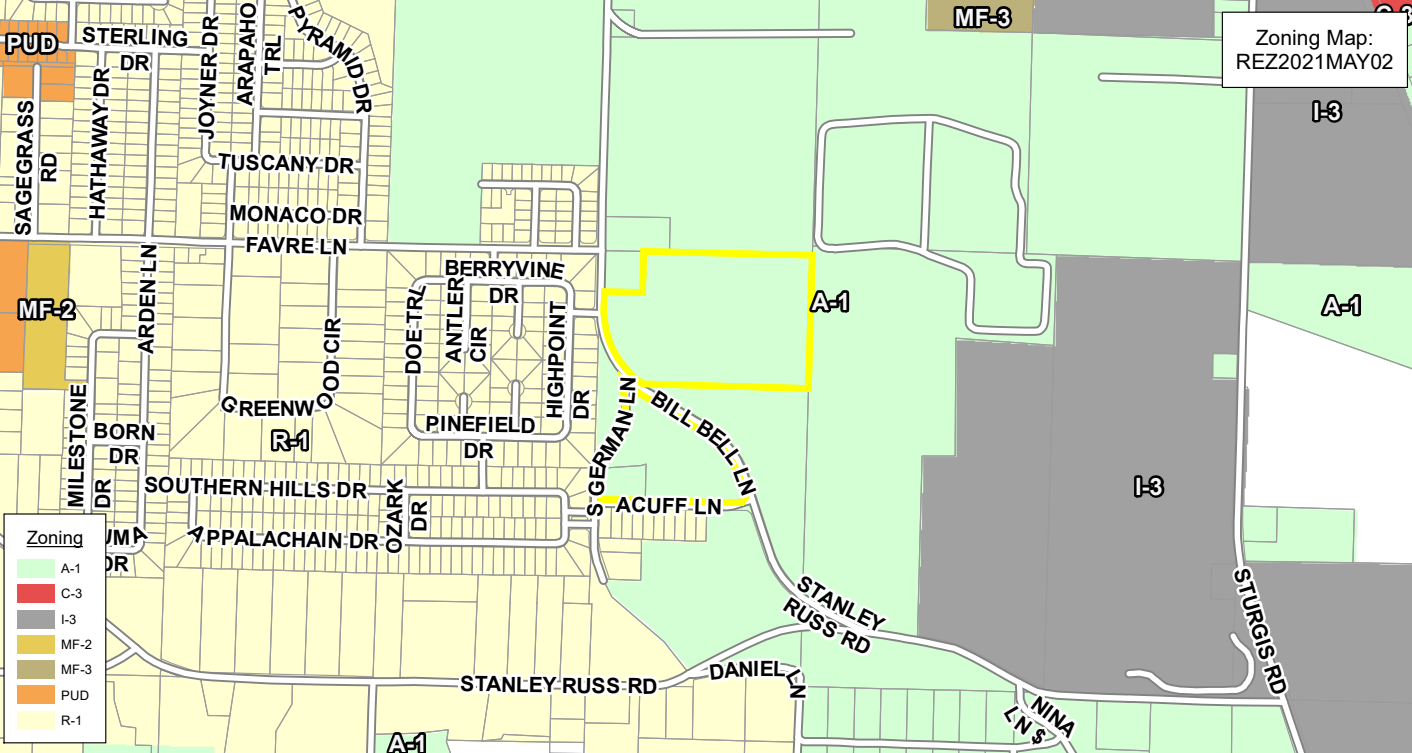 MF-3
C-3
Zoning Map:
REZ2021MAY02
PUD
STERLING
DR
HATHAWAY DR
JOYNER DR
ARAPAHO
TRL
PYRAMID DR
I-3
SAGEGRASS
RD
TUSCANY DR
MONACO DR
FAVRE LN
ARDEN LN
BERRYVINE
DR
DOE TRL
ANTLER
CIR
HIGHPOINT
DR
A-1
A-1
MF-2
GREENWOOD CIR
R-1
PINEFIELD
DR
MILESTONE
DR
BORN
DR
S GERMAN LN
BILL BELL LN
I-3
SOUTHERN HILLS DR
OZARK
DR
ACUFF LN
APPALACHAIN DR
UMA
DR
STANLEY
RUSS RD
STURGIS RD
STANLEY RUSS RD
DANIEL
LN
NINA
LN $
A-1
Zoning
A-1
C-3
I-3
MF-2
MF-3
PUD
R-1